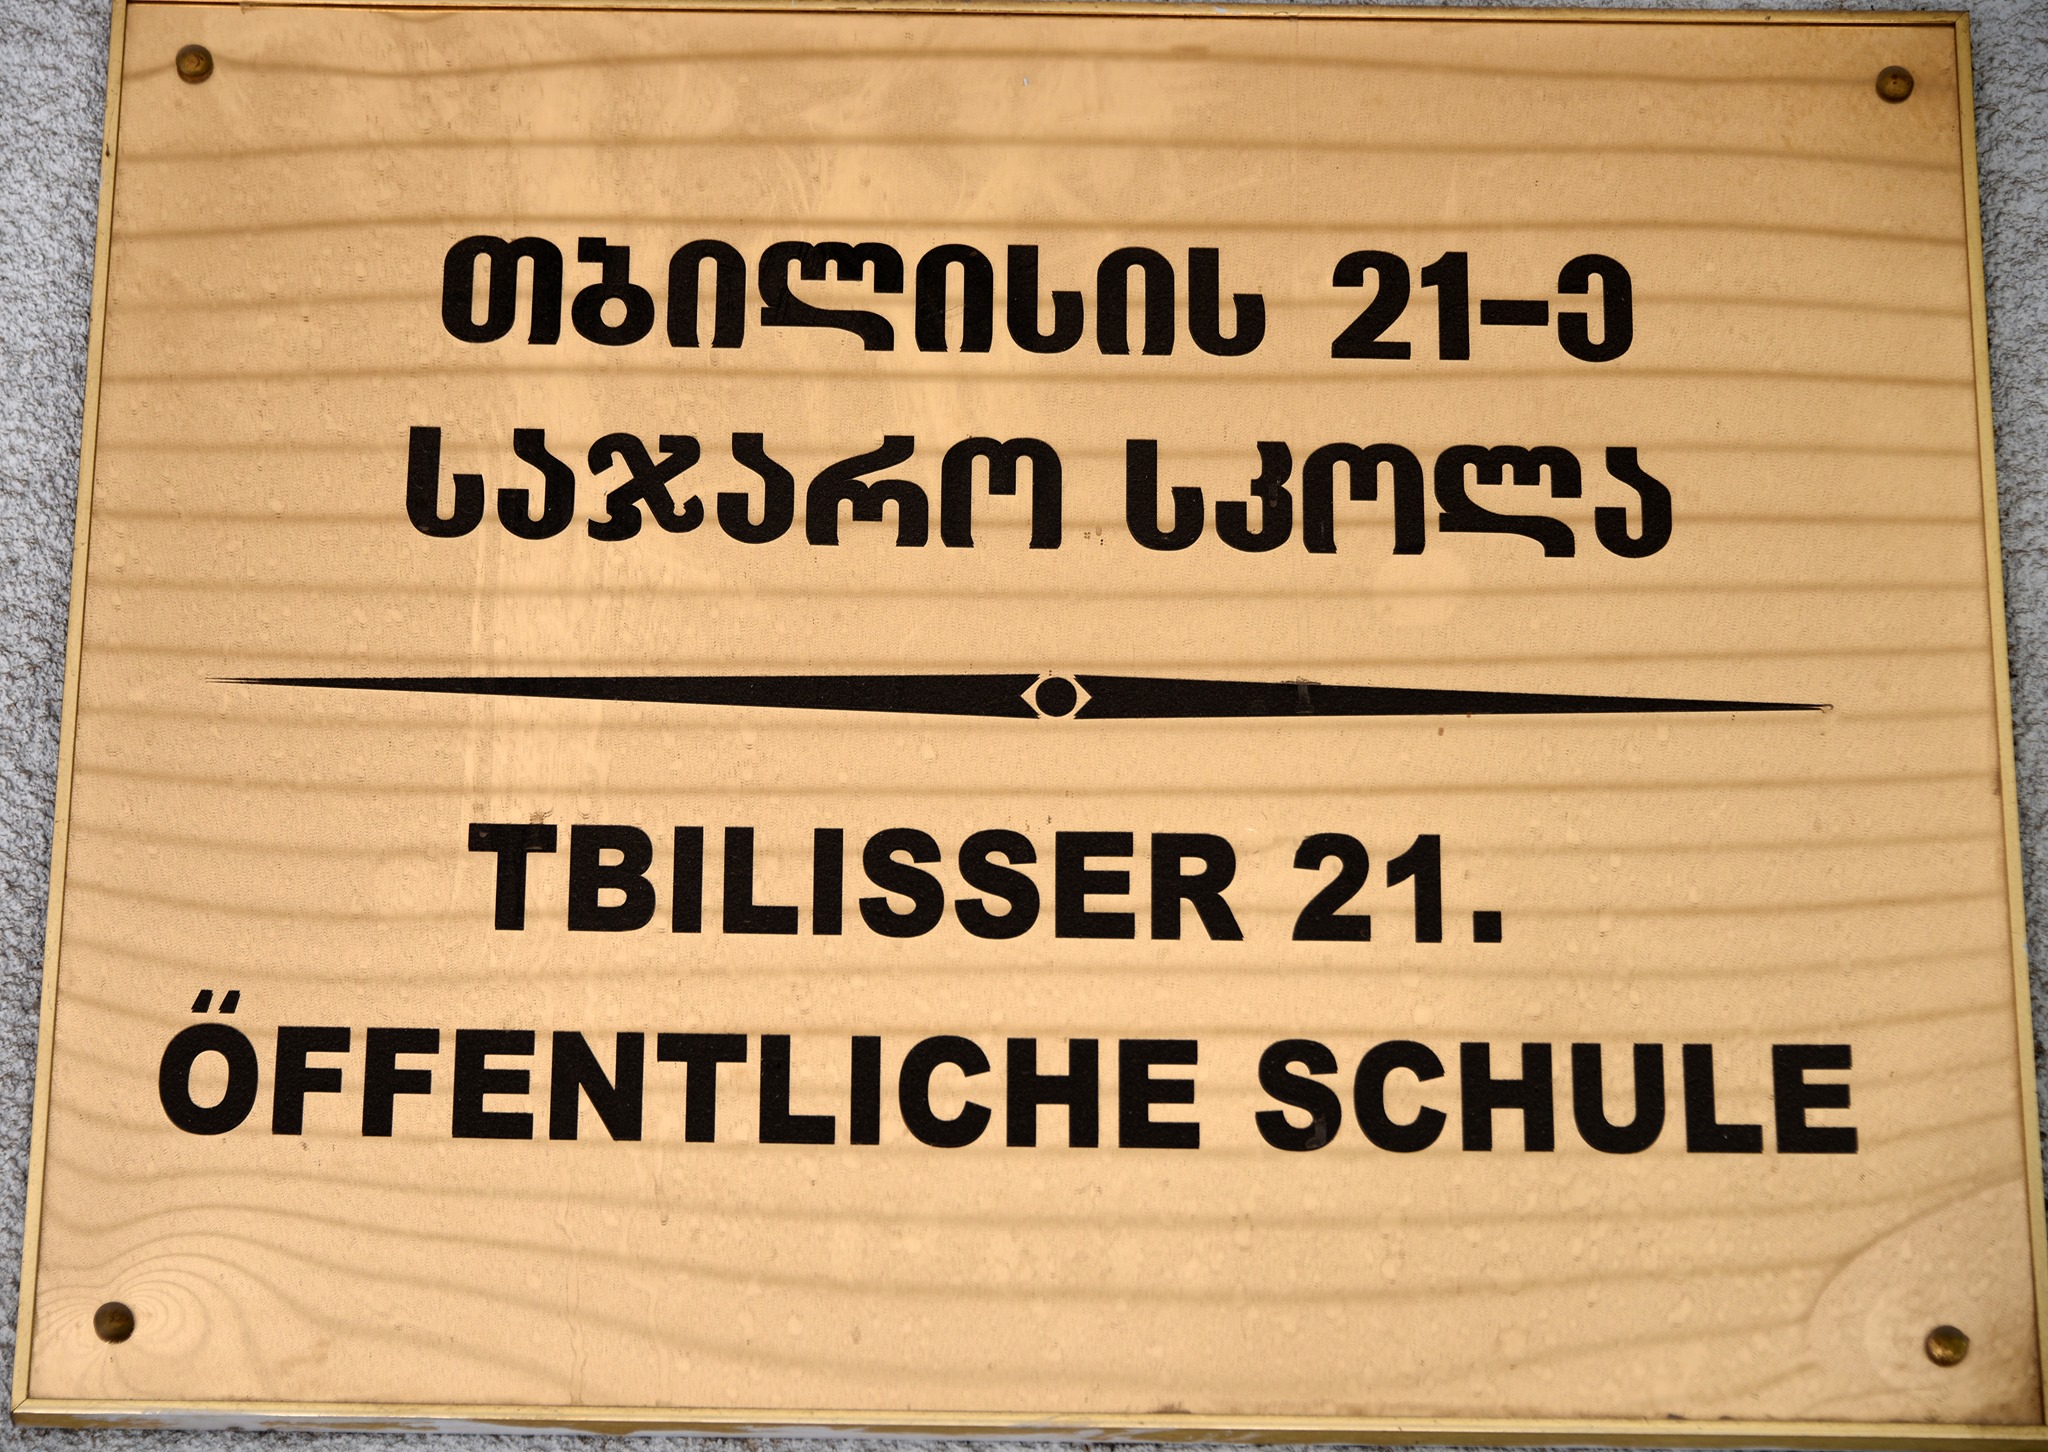 თბილისის 21-ე
საჯარო სკოლა
TBILISSER 21.
ÖFFENTLICHE SCHULE